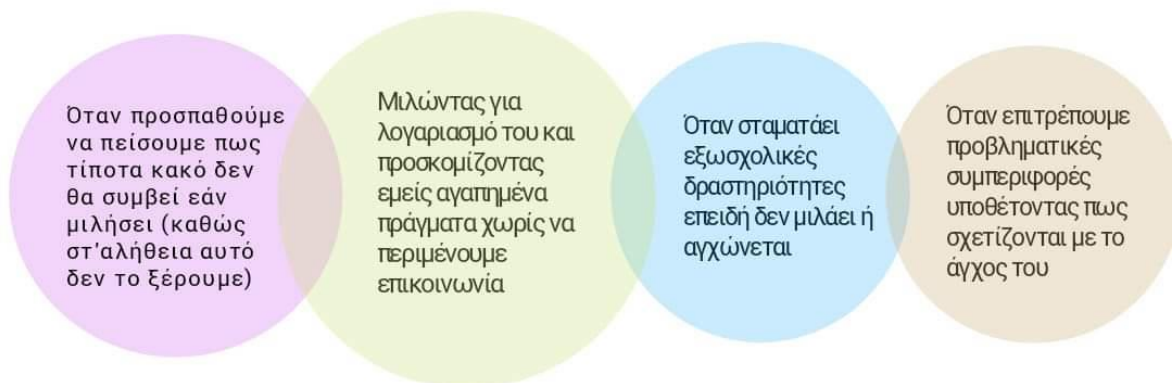 Όταν προσπαθούμε
να πείσουμε πως
τίποτα κακό δεν
θα συμβεί εάν
μιλήσει (καθώς
στ'αλήθεια αυτό
δεν το ξέρουμε)
Μιλώντας για
λογαριασμό του και
προσκομίζοντας
εμείς αγαπημένα
πράγματα χωρίς να
περιμένουμε
επικοινωνία
Όταν σταματάει
εξωσχολικές
δραστηριότητες
επειδή δεν μιλάει ή
αγχώνεται
Όταν επιτρέπουμε
προβληματικές
συμπεριφορές
υποθέτοντας πως
σχετίζονται με το
άγχος του